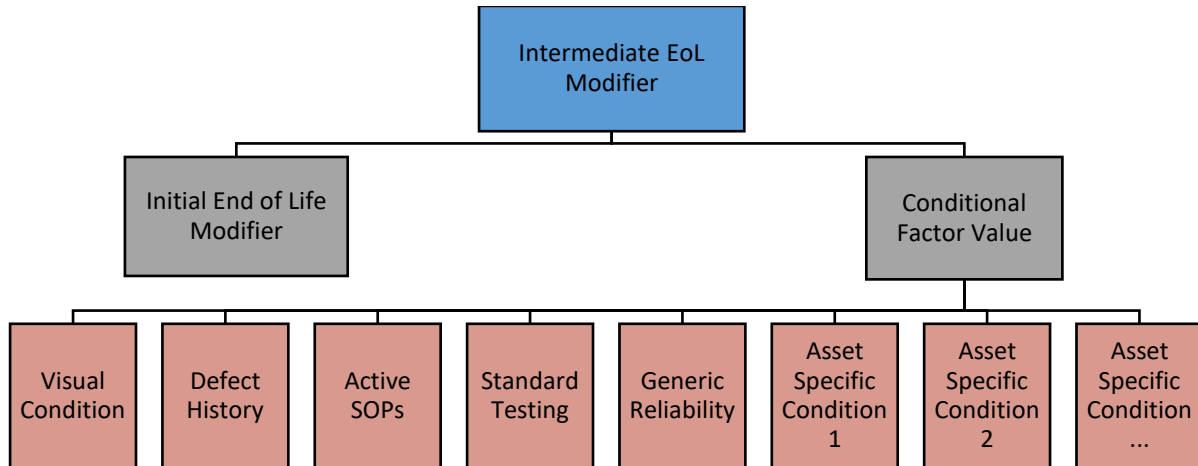 Intermediate EoL
Modifier
Initial End of Life
Modifier
Conditional
Factor Value
Visual
Condition
Defect
History
Active
SOPs
Standard
Testing
Generic
Reliability
Asset
Specific
Condition
1
Asset
Specific
Condition
2
Asset
Specific
Condition
...